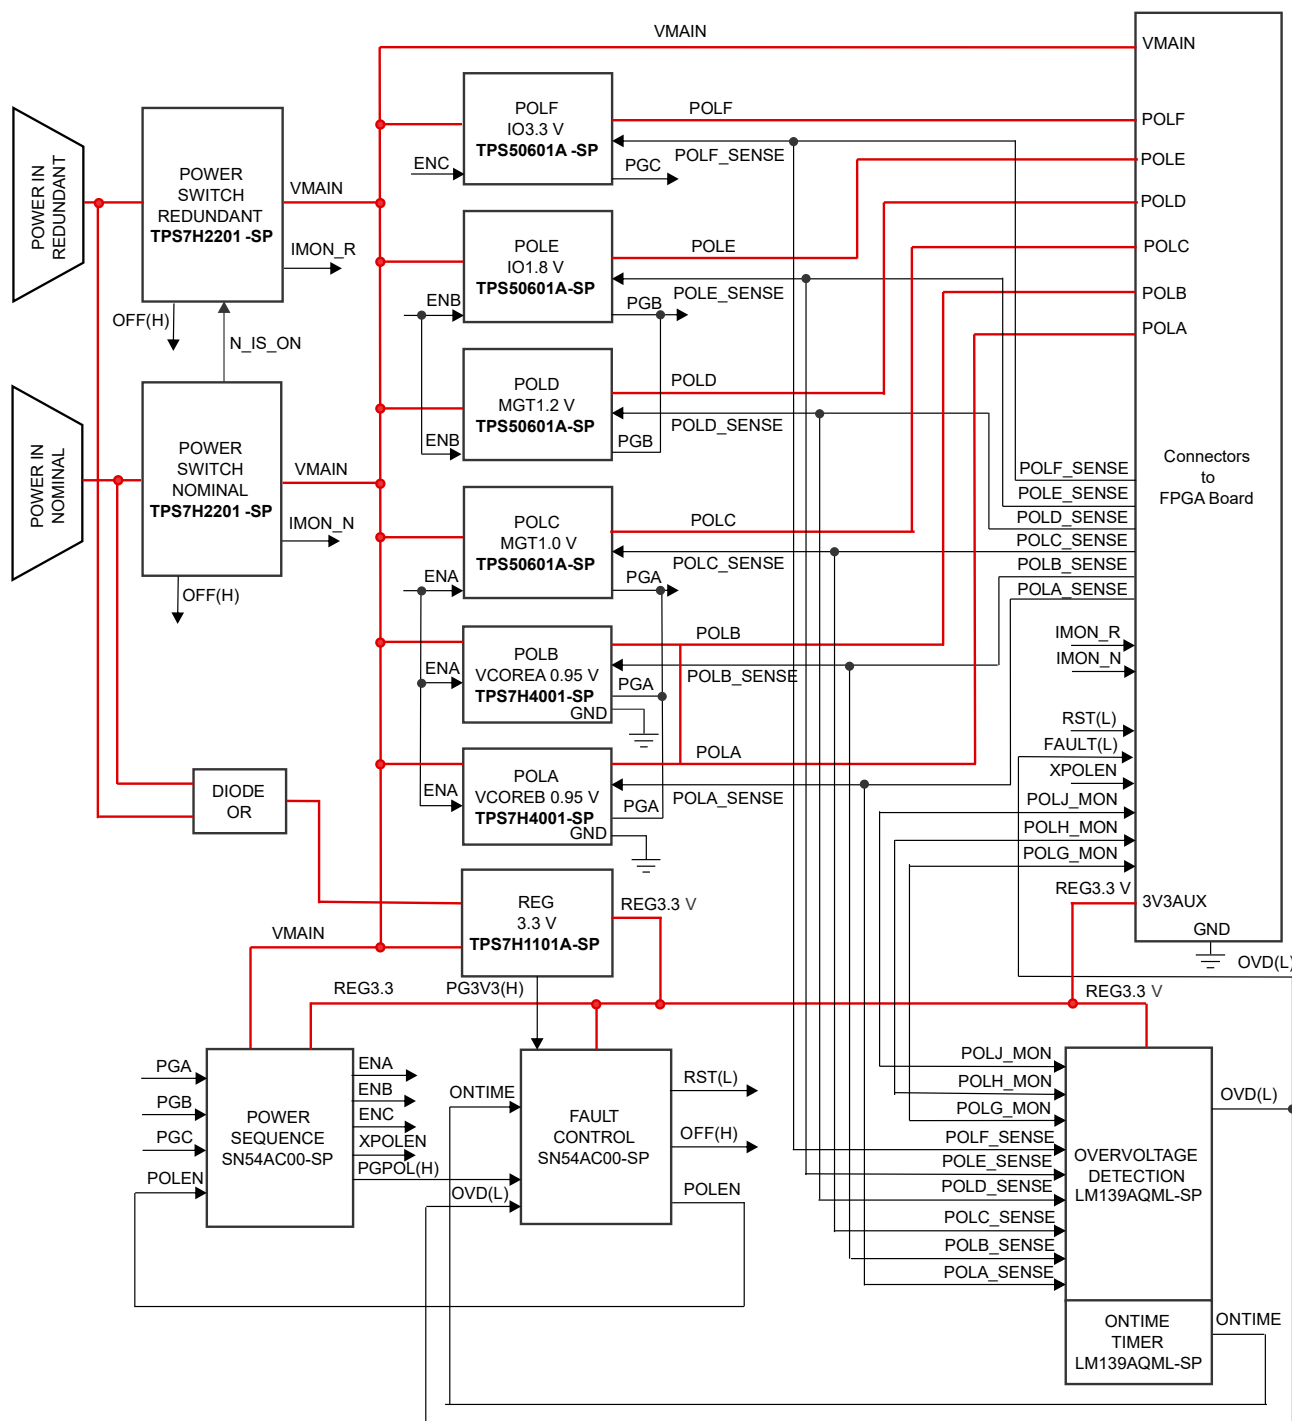 VMAIN
VMAIN
POLF
IO3.3 V
TPS50601A -SP
POLF
POLF
POLF_SENSE
ENC
PGC
POLE
POWER IN
REDUNDANT
POWER
SWITCH
REDUNDANT
TPS7H2201 -SP
VMAIN
IMON_R
OFF(H)
N_IS_ON
POLE
IO1.8 V
TPS50601A-SP
POLE
POLE_SENSE
ENB
PGB
POLD
POLC
POLB
POLA
POLD
MGT1.2 V
TPS50601A-SP
POLD
POLD_SENSE
ENB
PGB
POWER IN
NOMINAL
POWER
SWITCH
NOMINAL
TPS7H2201 -SP
VMAIN
IMON_N
OFF(H)
POLC
MGT1.0 V
TPS50601A-SP
POLC
POLC_SENSE
ENA
PGA
Connectors
to
FPGA Board
POLF_SENSE
POLE_SENSE
POLD_SENSE
POLC_SENSE
POLB_SENSE
POLA_SENSE
IMON_R
IMON_N
RST(L)
FAULT(L)
XPOLEN
POLJ_MON
POLH_MON
POLG_MON
REG3.3 V
3V3AUX
GND
OVD(L)
POLB
VCOREA 0.95 V
TPS7H4001-SP
GND
POLB
POLB_SENSE
ENA
PGA
POLA
VCOREB 0.95 V
TPS7H4001-SP
GND
POLA
POLA_SENSE
ENA
PGA
DIODE
OR
REG
3.3 V
TPS7H1101A-SP
REG3.3 V
VMAIN
PG3V3(H)
REG3.3
REG3.3 V
PGA
PGB
PGC
POLEN
POWER
SEQUENCE
SN54AC00-SP
ENA
ENB
ENC
XPOLEN
PGPOL(H)
ONTIME
OVD(L)
FAULT
CONTROL
SN54AC00-SP
RST(L)
OFF(H)
POLEN
POLJ_MON
POLH_MON
POLG_MON
POLF_SENSE
POLE_SENSE
POLD_SENSE
POLC_SENSE
POLB_SENSE
POLA_SENSE
OVERVOLTAGE
DETECTION
LM139AQML-SP
OVD(L)
ONTIME
TIMER
LM139AQML-SP
ONTIME